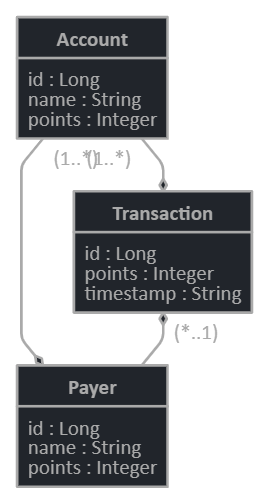 Account
id : Long
name : String
points : Integer
(1..*)
(1..*)
Transaction
id : Long
points : Integer
timestamp : String
(*..1)
Payer
id : Long
name : String
points : Integer